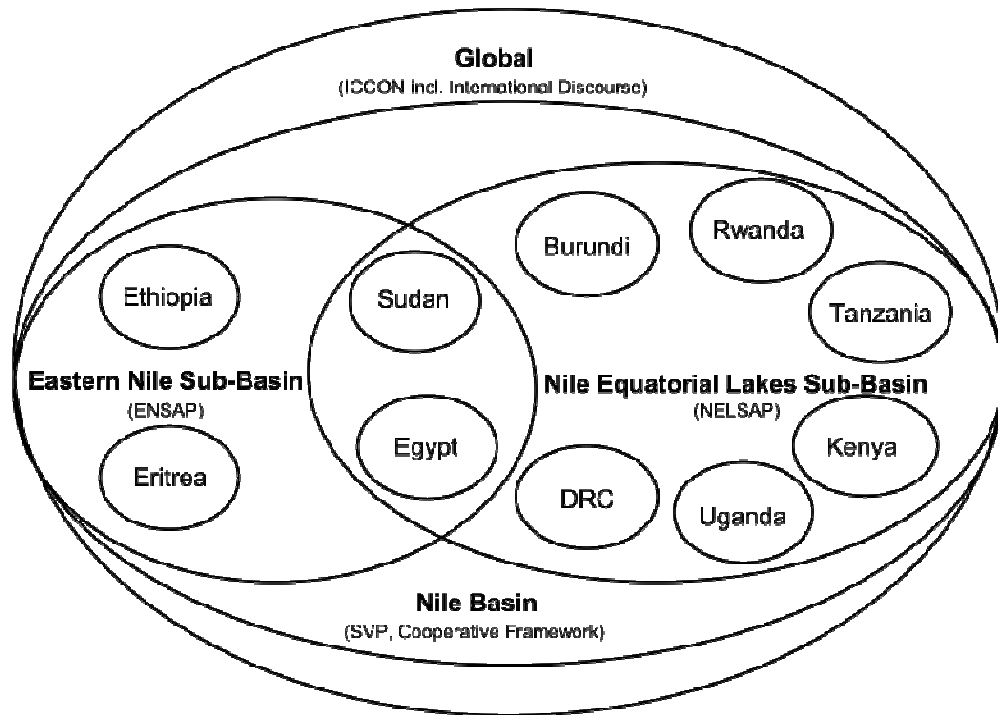 Global
(ICCON incl. International Discourse)
Burundi
Rwanda
Ethiopia
Sudan
Tanzania
Eastern Nile Sub-Basin
(ENSAP)
Nile Equatorial Lakes Sub-Basin
(NELSAP)
Egypt
Kenya
Eritrea
DRC
Uganda
Nile Basin
(SVP, Cooperative Framework)